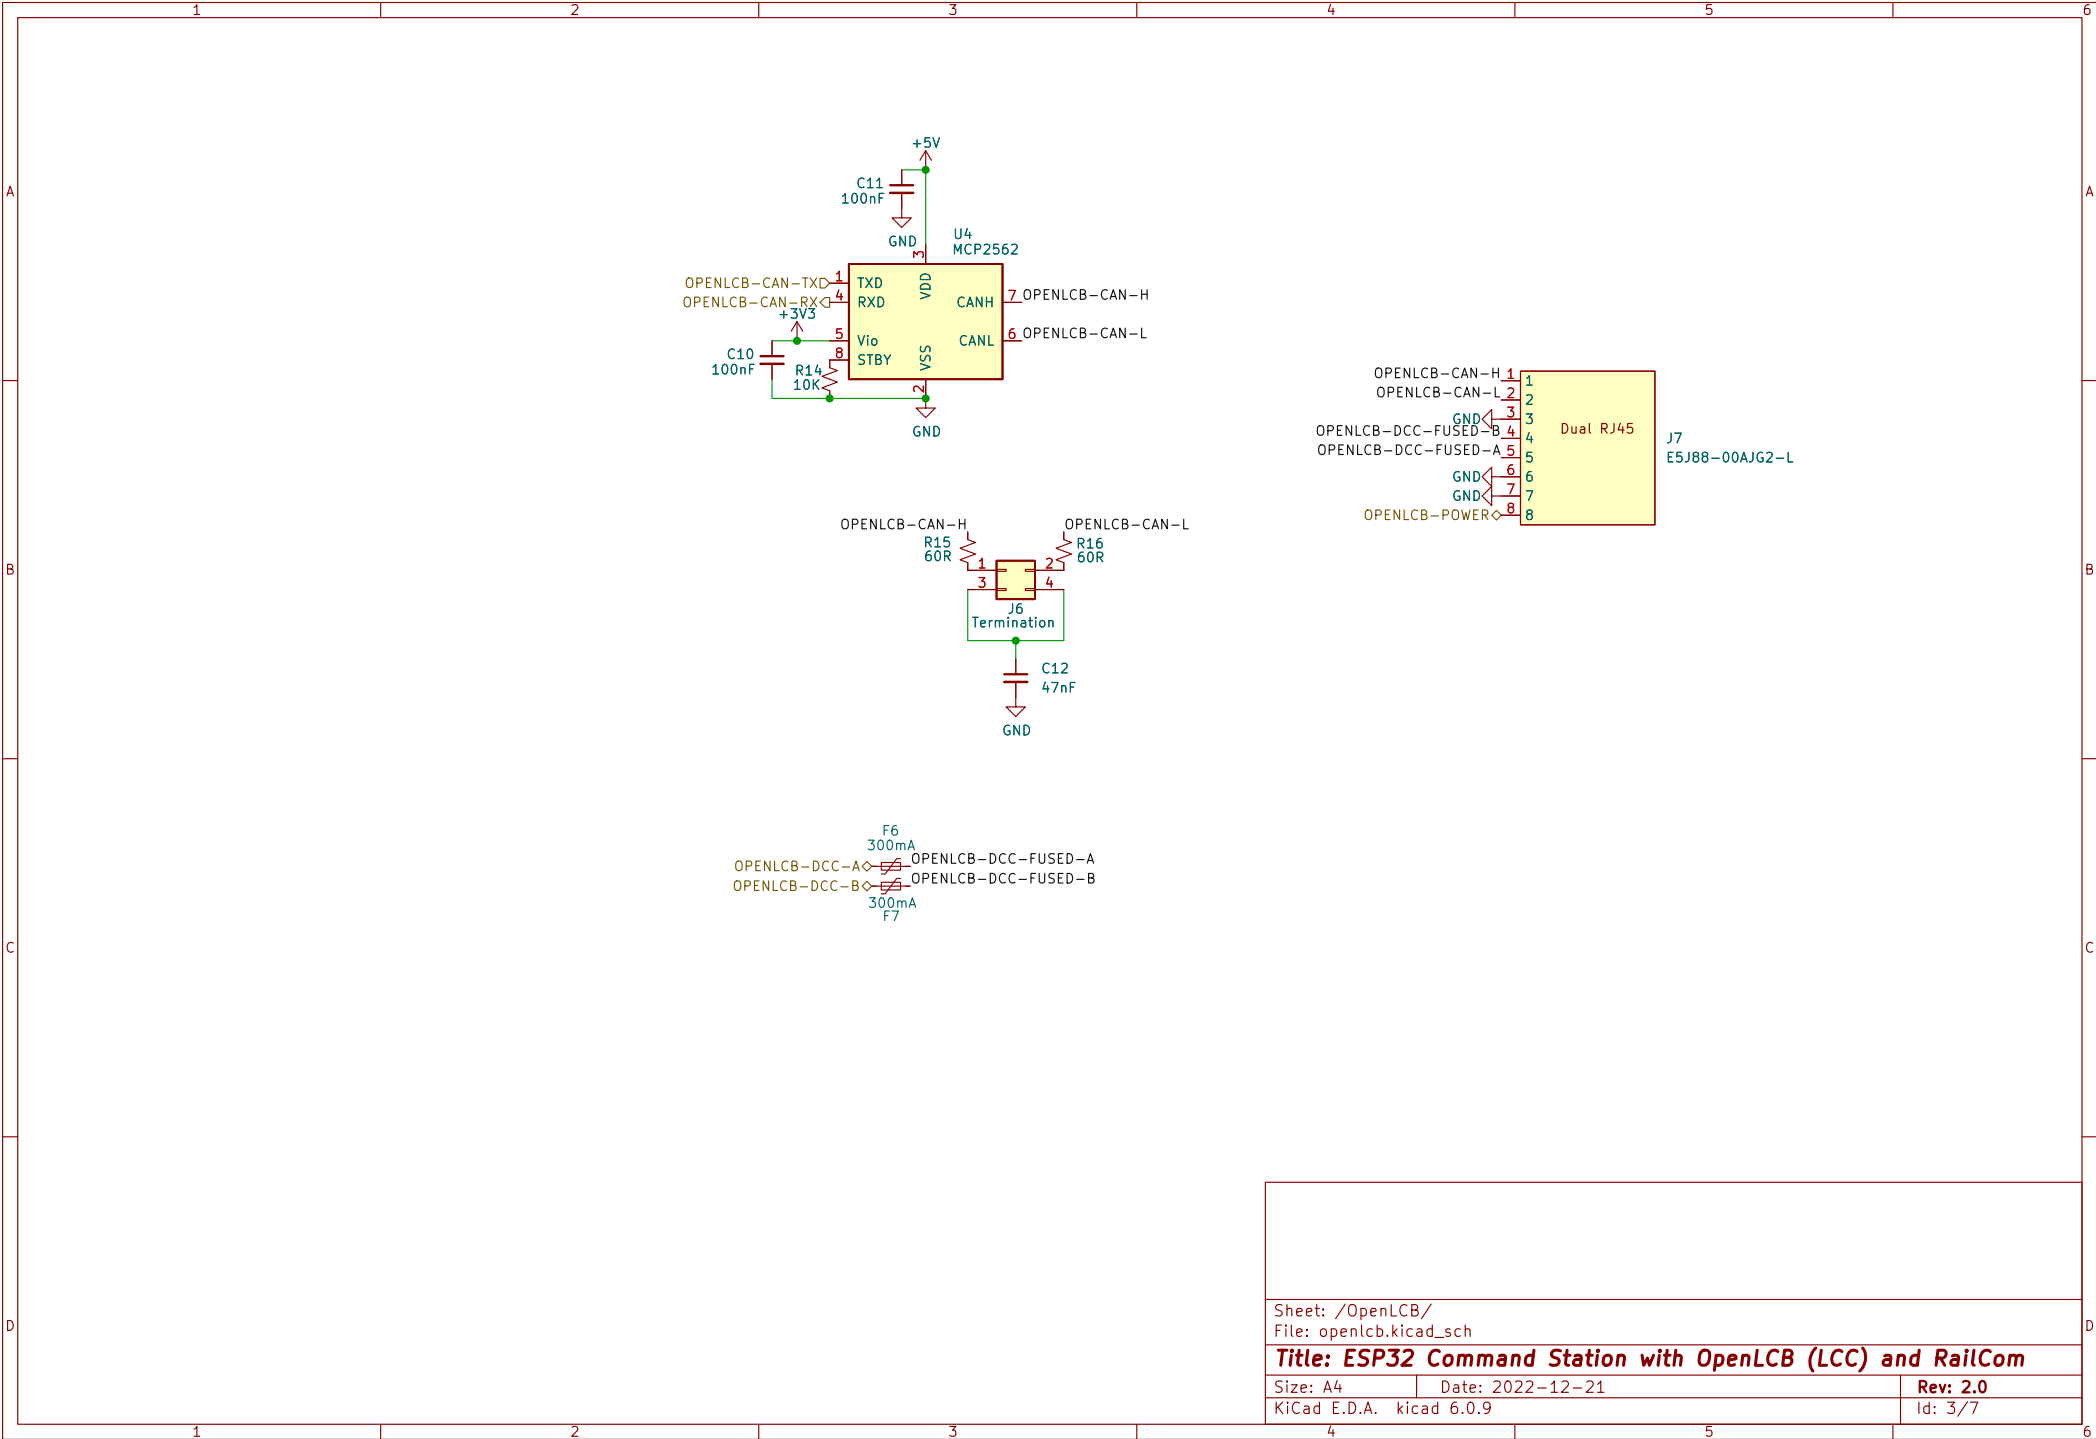 1 2 3 4 5 6
A
A
+5V
C11
100nF
GND
U4
MCP2562
3
OPENLCB-CAN-TX
1
TXD
VDD
OPENLCB-CAN-RX
4
RXD
CANH
7
OPENLCB-CAN-H
+3V3
5
Vio
CANL
6
OPENLCB-CAN-L
8
STBY
VSS
C10
100nF
R14
10K
2
GND
OPENLCB-CAN-H
1
1
OPENLCB-CAN-L
2
2
GND
3
3
Dual RJ45
OPENLCB-DCC-FUSED-B
4
4
J7
OPENLCB-DCC-FUSED-A
5
5
E5J88-00AJG2-L
GND
6
6
GND
7
7
OPENLCB-POWER
8
8
OPENLCB-CAN-H
OPENLCB-CAN-L
R15
60R
R16
60R
B
B
1
2
3
4
J6
Termination
C12
47nF
GND
F6
300mA
OPENLCB-DCC-A
OPENLCB-DCC-FUSED-A
OPENLCB-DCC-B
OPENLCB-DCC-FUSED-B
300mA
F7
C
C
D
D
Sheet: /OpenLCB/
File: openlcb.kicad_sch
Title: ESP32 Command Station with OpenLCB (LCC) and RailCom
Size: A4
Date: 2022-12-21
Rev: 2.0
KiCad E.D.A. kicad 6.0.9
Id: 3/7
1 2 3 4 5 6